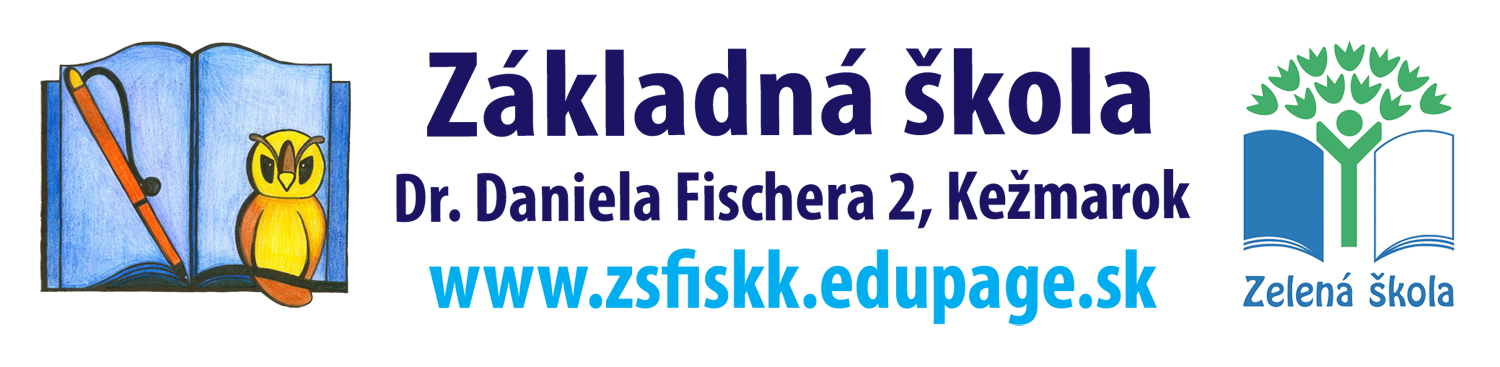 Základná škola
Dr. Daniela Fischera 2, Kežmarok
www.zsfiskk.edupage.sk
Zelená škola